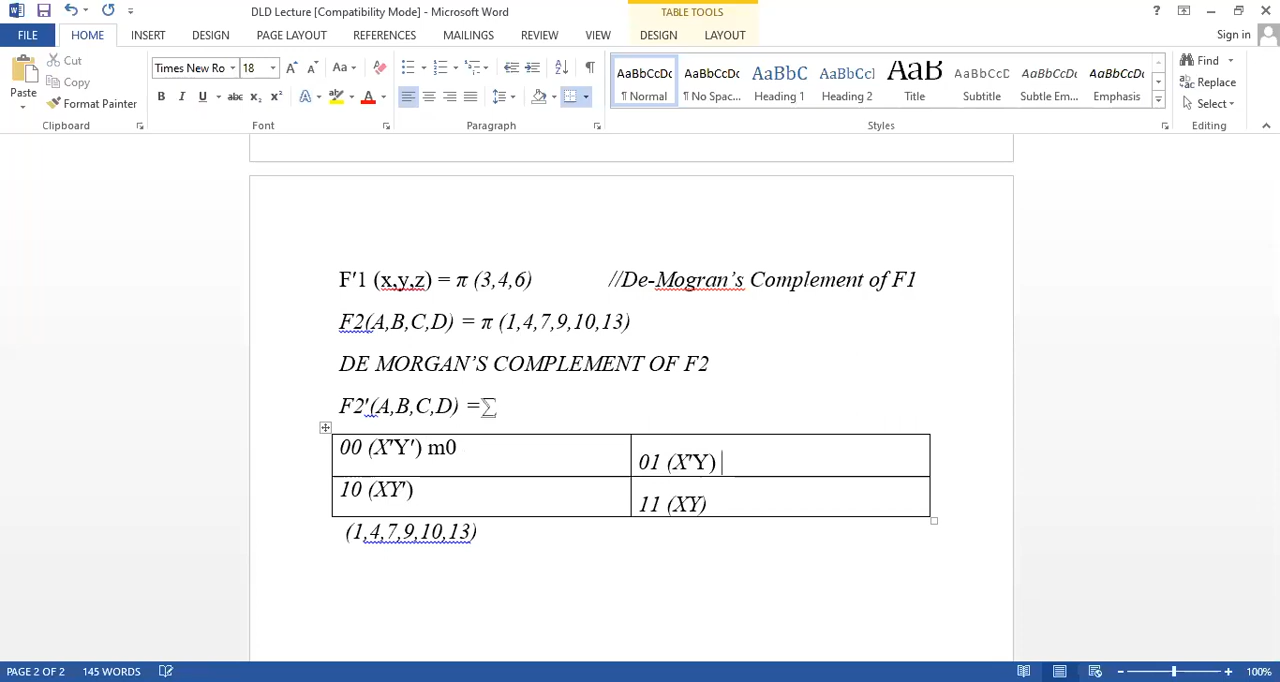 DLD Lecture [Compatibility Mode] - Microsoft Word
TABLE TOOLS
?
FILE HOME INSERT DESIGN PAGE LAYOUT REFERENCES MAILINGS REVIEW VIEW DESIGN LAYOUT Sign in
Paste
Cut
Copy
Format Painter
Clipboard
Times New Ro 18
Font
Paragraph
AaBbCcDc AaBbCcDc AaBbC AaBbCcl AaB AaBbCcD AaBbCcDc AaBbCcDc
¶ Normal ¶ No Spac... Heading 1 Heading 2 Title Subtitle Subtle Em... Emphasis
Styles
Find
Replace
Select
Editing
F'1 (x,y,z) = π (3,4,6) //De-Mogran’s Complement of F1
F2(A,B,C,D) = π (1,4,7,9,10,13)
DE MORGAN’S COMPLEMENT OF F2
F2'(A,B,C,D) =∑
00 (X'Y') m0 01 (X'Y)
10 (XY') 11 (XY)
(1,4,7,9,10,13)
PAGE 2 OF 2 145 WORDS 100%